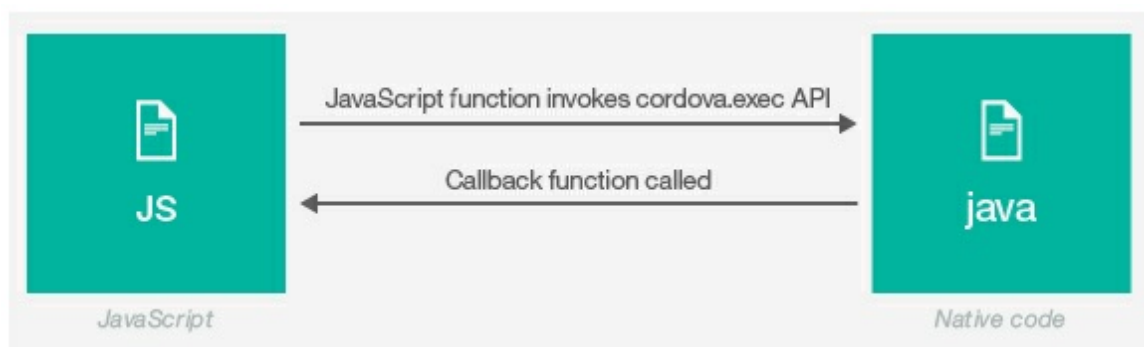 JavaScript function invokes cordova.exec API
Callback function called
JS
java
JavaScript
Native code